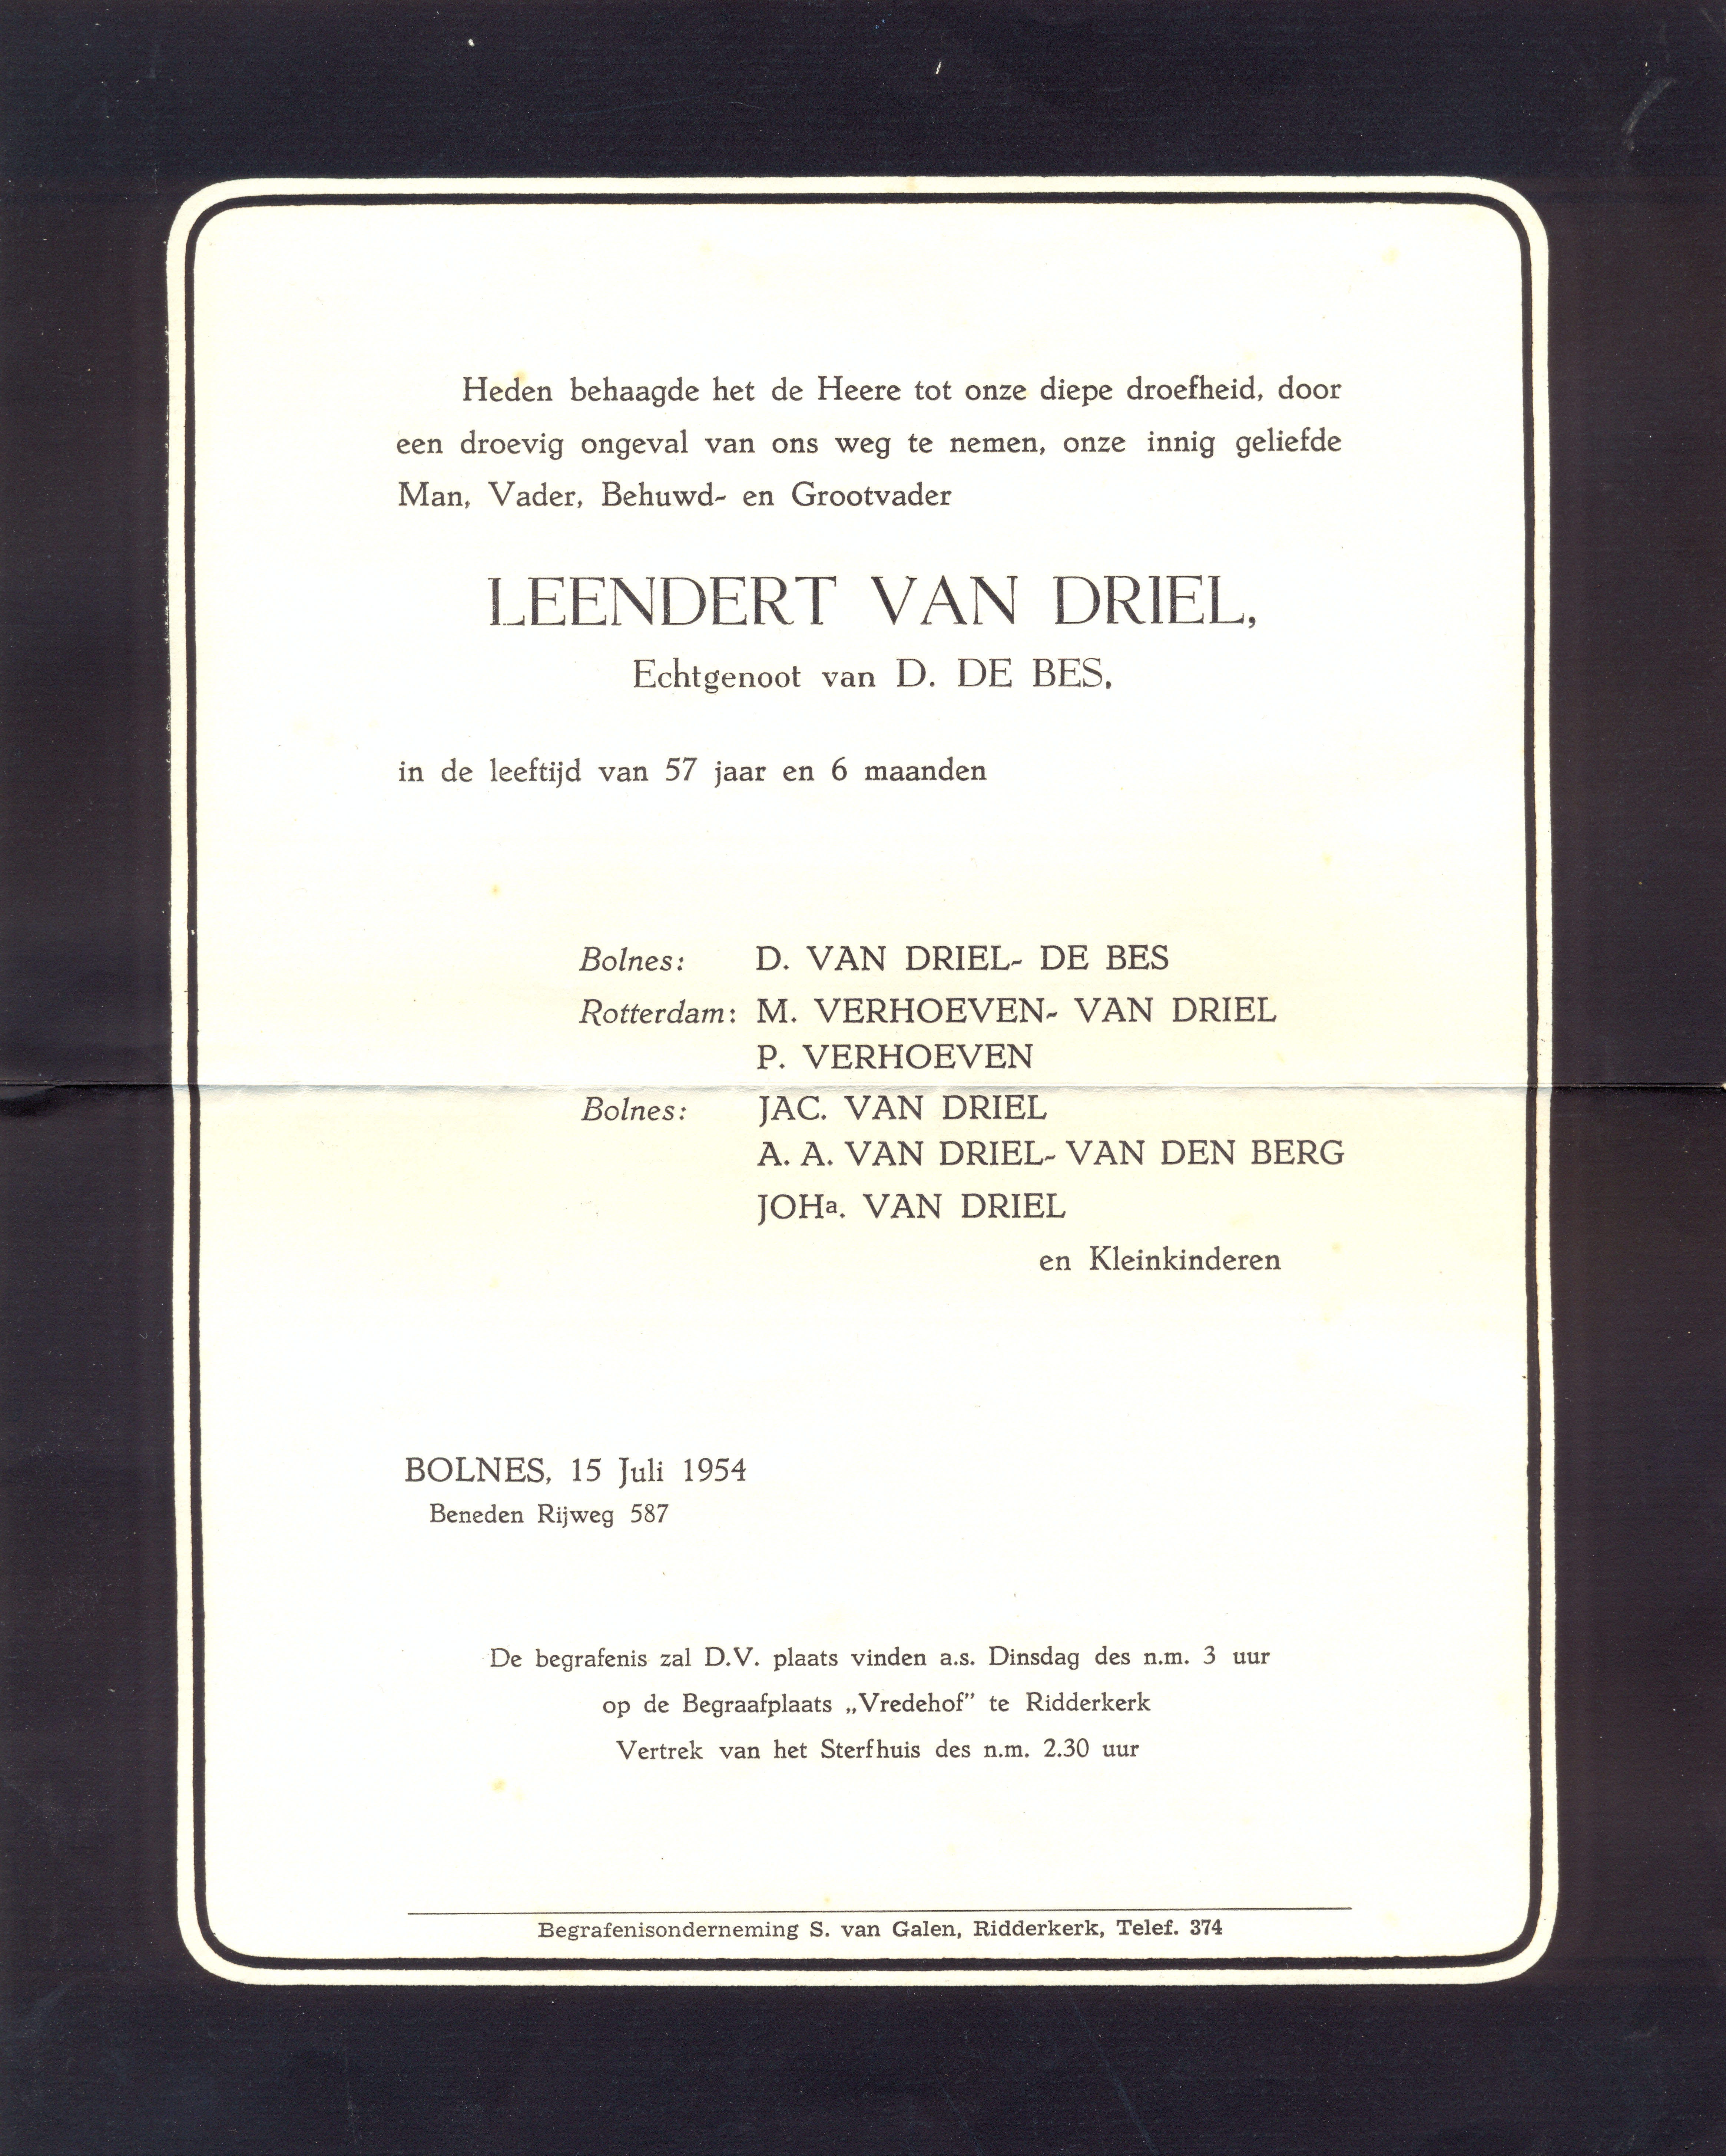 Heden behaagde het de Heere tot onze diepe droefheid, door
een droevig ongeval van ons weg te nemen, onze innig geliefde
Man, Vader, Behuwd- en Grootvader
LEENDERT VAN DRIEL,
Echtgenoot van D. DE BES,
in de leeftijd van 57 jaar en 6 maanden
Bolnes: D. VAN DRIEL- DE BES
Rotterdam: M. VERHOEVEN- VAN DRIEL
P. VERHOEVEN
Bolnes: JAC. VAN DRIEL
A. A. VAN DRIEL- VAN DEN BERG
JOHa. VAN DRIEL
en Kleinkinderen
BOLNES, 15 Juli 1954
Beneden Rijweg 587
De begrafenis zal D.V. plaats vinden a.s. Dinsdag des n.m. 3 uur
op de Begraafplaats „Vredehof” te Ridderkerk
Vertrek van het Sterfhuis des n.m. 2.30 uur
Begrafenisonderneming S. van Galen, Ridderkerk, Telef. 374